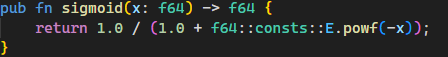 pub fn sigmoid(x: f64) -> f64 {
    return 1.0 / (1.0 + f64::consts::E.powf(-x));
}